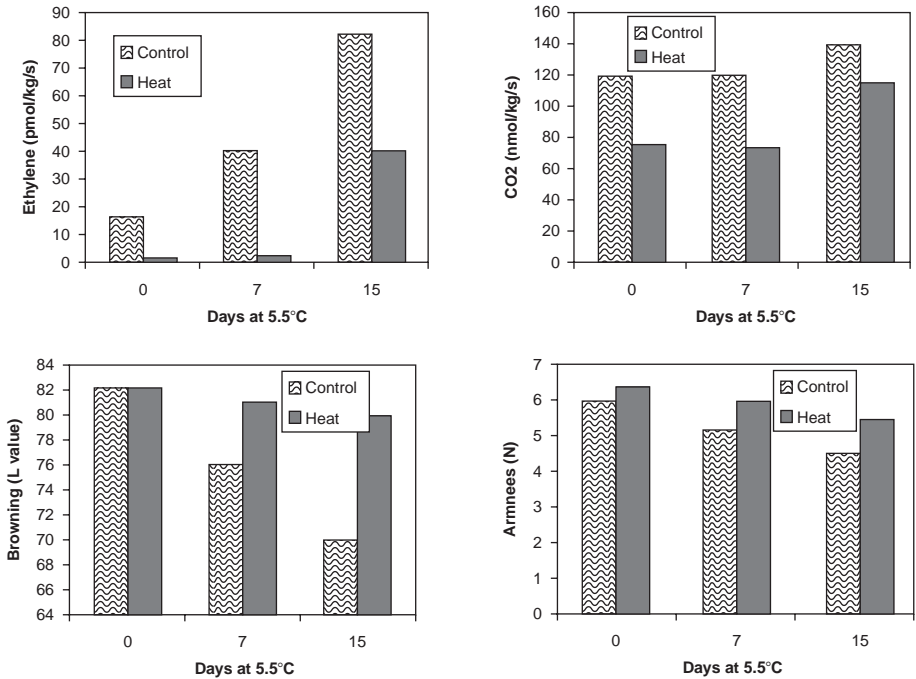 90
80
70
60
50
40
30
20
10
0
Ethylene (pmol/kg/s)
Control
Heat
0 7 15
Days at 5.5°C
160
140
120
100
80
60
40
20
0
CO2 (nmol/kg/s)
Control
Heat
0 7 15
Days at 5.5°C
84
82
80
78
76
74
72
70
68
66
64
Browning (L value)
Control
Heat
0 7 15
Days at 5.5°C
7
6
5
4
3
2
1
0
Armnees (N)
Control
Heat
0 7 15
Days at 5.5°C